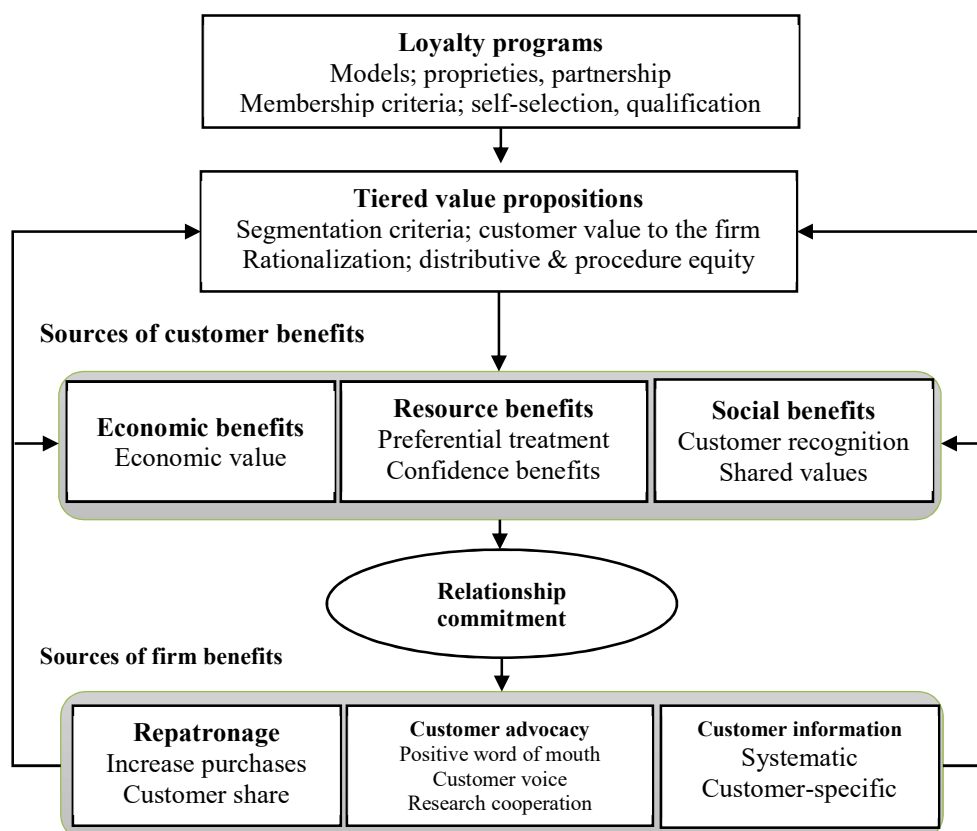 Loyalty programs
Models; proprieties, partnership
Membership criteria; self-selection, qualification
Tiered value propositions
Segmentation criteria; customer value to the firm
Rationalization; distributive & procedure equity
Sources of customer benefits
Economic benefits
Economic value
Resource benefits
Preferential treatment
Confidence benefits
Social benefits
Customer recognition
Shared values
Relationship
commitment
Sources of firm benefits
Repatronage
Increase purchases
Customer share
Customer advocacy
Positive word of mouth
Customer voice
Research cooperation
Customer information
Systematic
Customer-specific